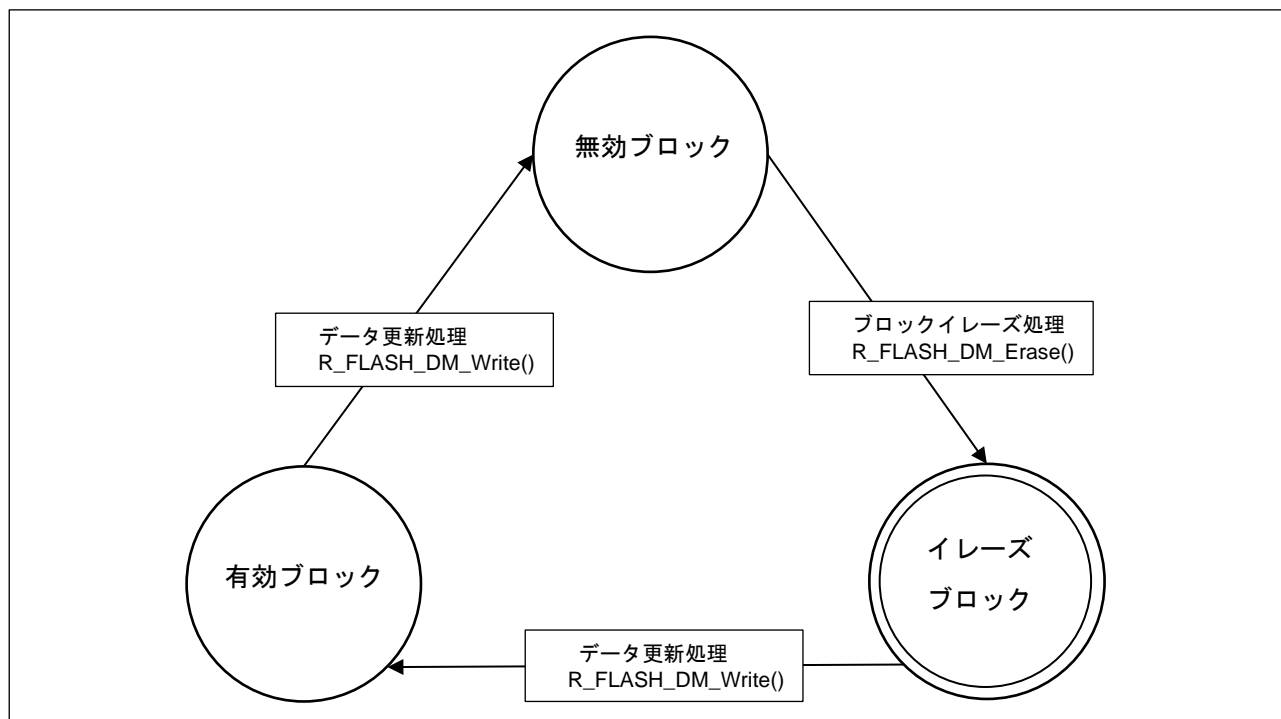 無効ブロック
データ更新処理
R_FLASH_DM_Write()
ブロックイレーズ処理
R_FLASH_DM_Erase()
有効ブロック
イレーズ
ブロック
データ更新処理
R_FLASH_DM_Write()